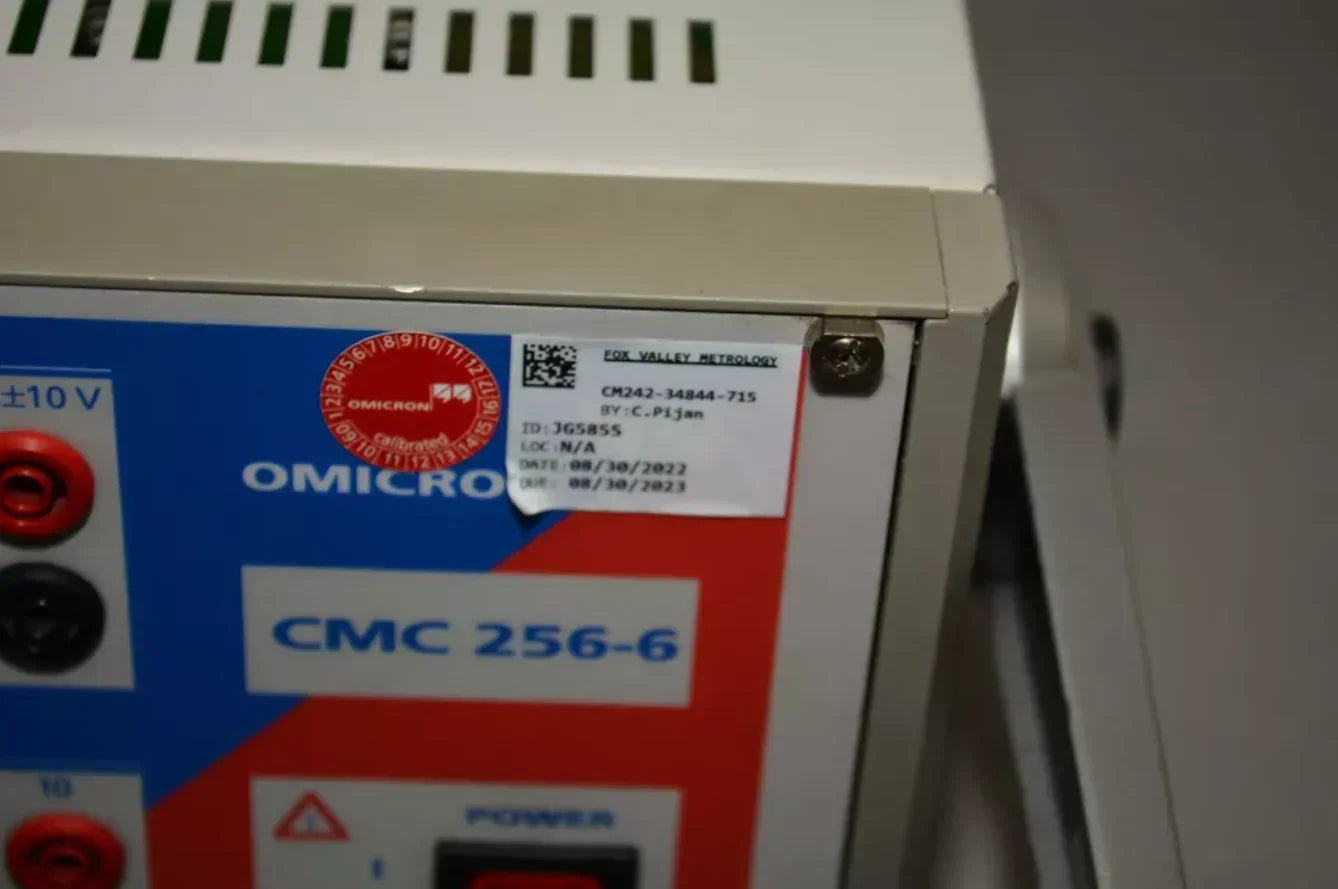 ±10 V
1 2 3 4 5 6 7 8 9 10 11 12
OMICRON
calibrated
09 10 11 12 13 14 15 16 17
FOX VALLEY METROLOGY
CM242-34844-715
BY:C.Pijan
ID:JG585S
LOC:N/A
DATE:08/30/2022
DUE: 08/30/2023
OMICRO
CMC 256-6
10
POWER
I